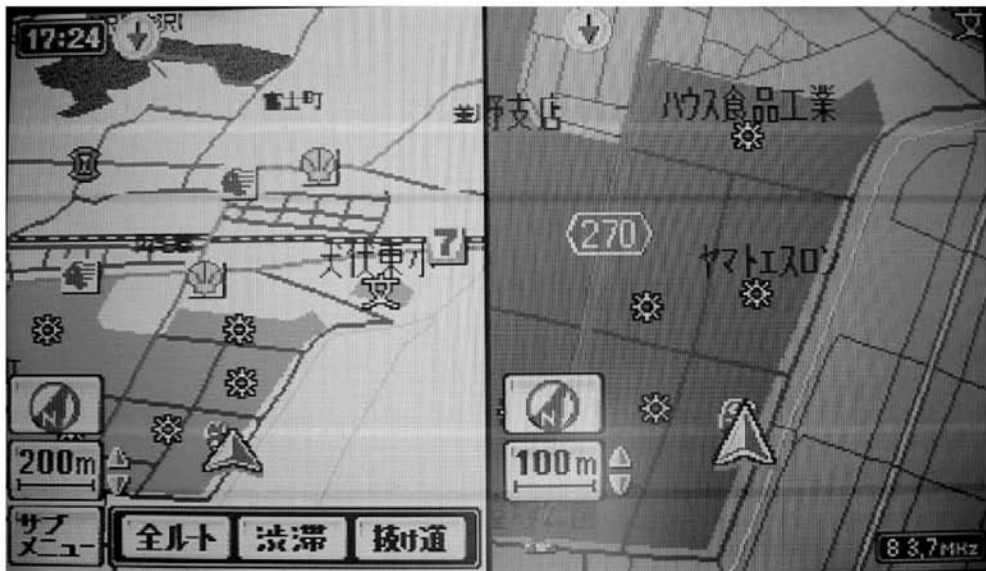 17:24
富士町
7
N
200m
サブ
メニュー
全ルート
渋滞
抜け道
野支店
ハウス食品工業
270
ヤマトエスロン
N
100m
83.7MHz